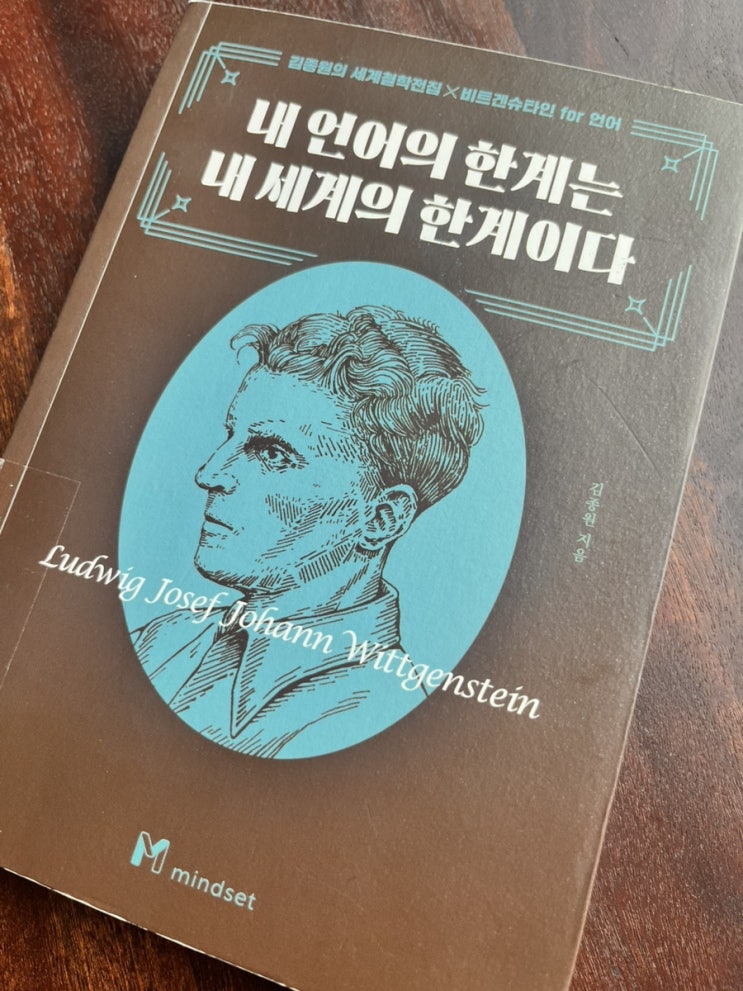 김종원의 세계철학전집×비트겐슈타인 for 언어
내 언어의 한계는
내 세계의 한계이다
김종원 지음
Ludwig Josef Johann Wittgenstein
M mindset